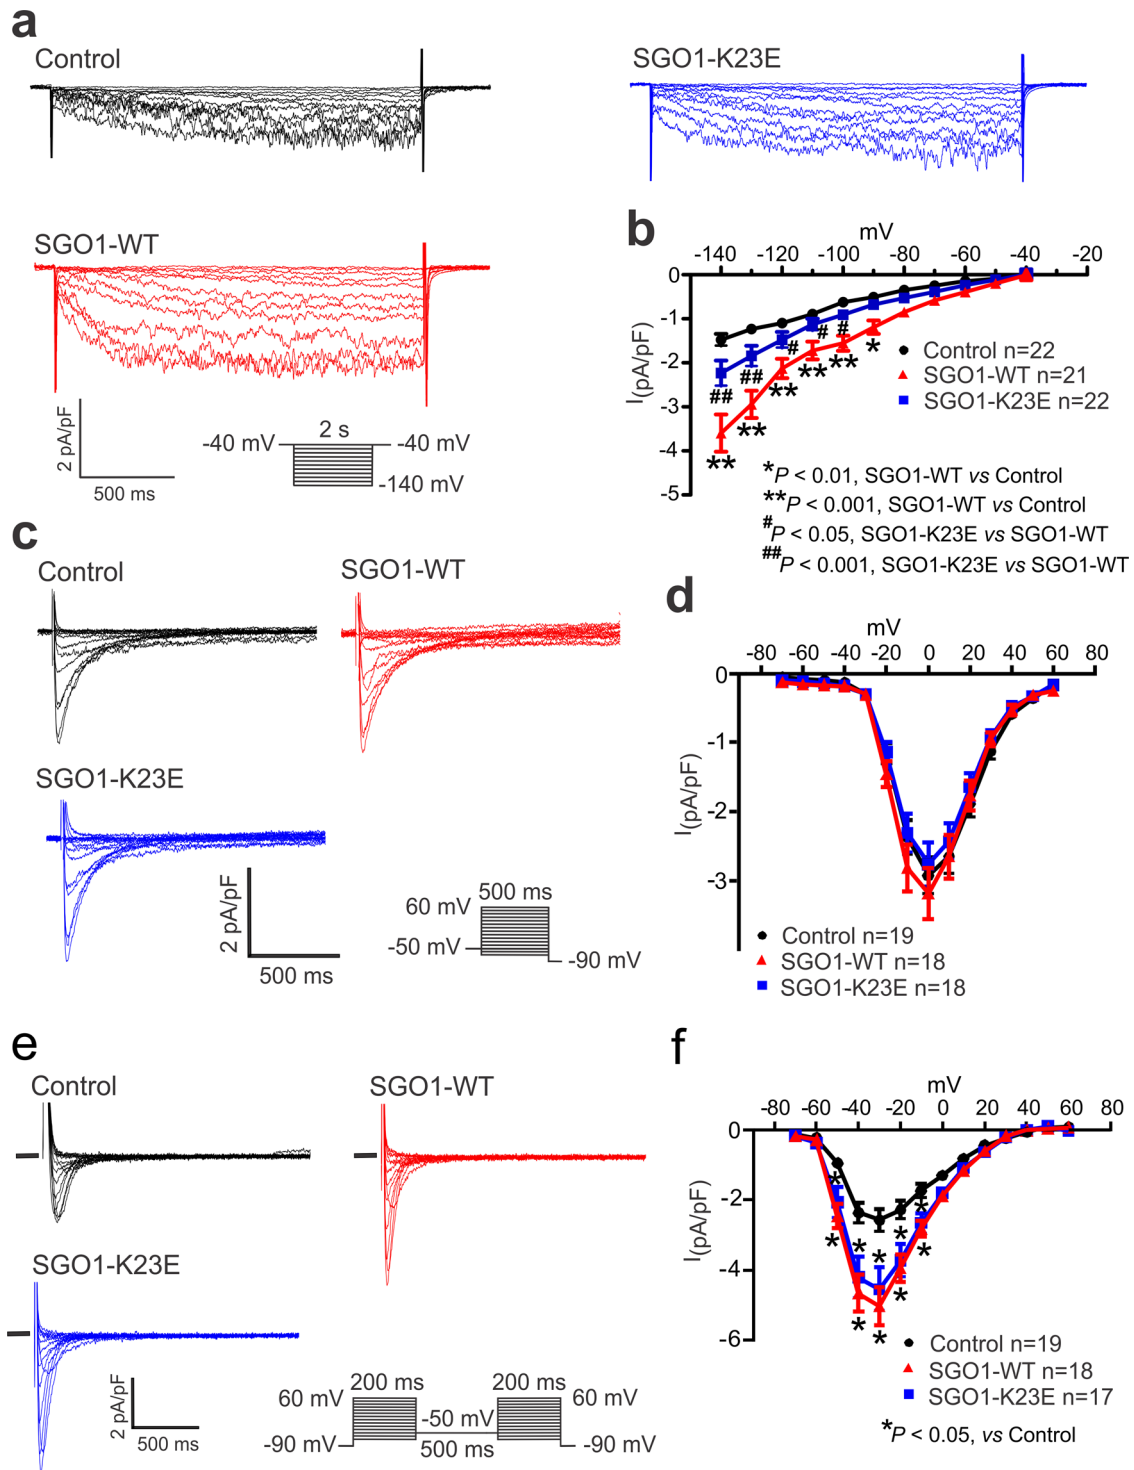 a
Control
SGO1-K23E
SGO1-WT
2 pA/pF
500 ms
-40 mV
2 s
-40 mV
-140 mV
b
mV
-140 -120 -100 -80 -60 -40 -20
0
-1
-2
-3
-4
-5
I(pA/pF)
# #
#
## ##
** ** ** ** ** *
Control n=22
SGO1-WT n=21
SGO1-K23E n=22
*P < 0.01, SGO1-WT vs Control
**P < 0.001, SGO1-WT vs Control
#P < 0.05, SGO1-K23E vs SGO1-WT
##P < 0.001, SGO1-K23E vs SGO1-WT
c
Control
SGO1-WT
SGO1-K23E
2 pA/pF
500 ms
500 ms
60 mV
-50 mV
-90 mV
d
mV
-80 -60 -40 -20 0 20 40 60 80
0
-1
-2
-3
I(pA/pF)
Control n=19
SGO1-WT n=18
SGO1-K23E n=18
e
Control
SGO1-WT
SGO1-K23E
2 pA/pF
500 ms
200 ms 200 ms
60 mV 60 mV
-50 mV
-90 mV 500 ms -90 mV
f
mV
-80 -60 -40 -20 0 20 40 60 80
0
-2
-4
-6
I(pA/pF)
* * * * *
* * * * *
Control n=19
SGO1-WT n=18
SGO1-K23E n=17
*P < 0.05, vs Control